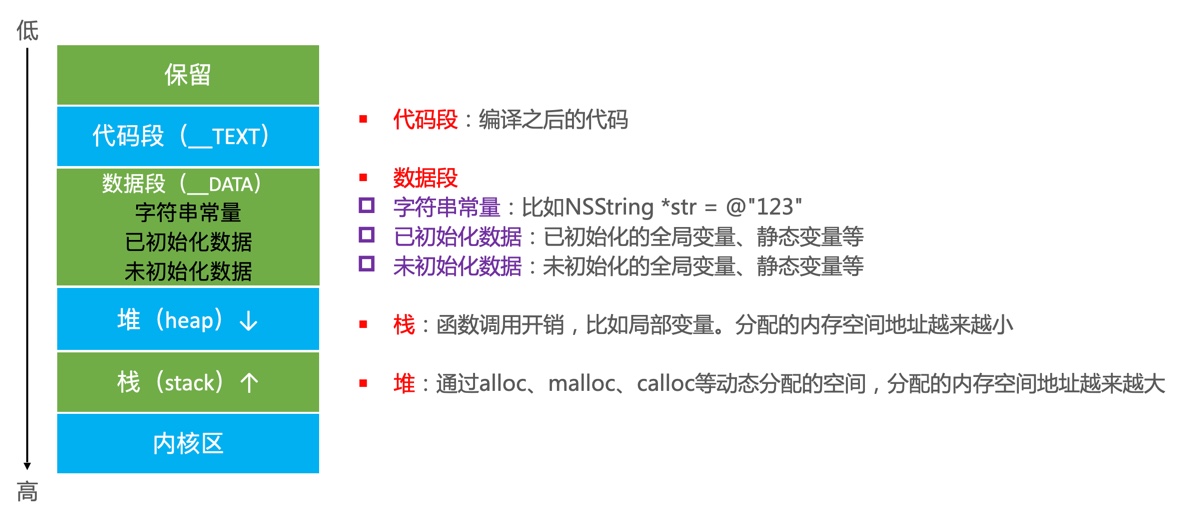 低
保留
代码段（__TEXT）
数据段（__DATA）
字符串常量
已初始化数据
未初始化数据
堆（heap）↓
栈（stack）↑
内核区
高
▪ 代码段：编译之后的代码
▪ 数据段
字符串常量：比如NSString *str = @"123"
已初始化数据：已初始化的全局变量、静态变量等
未初始化数据：未初始化的全局变量、静态变量等
▪ 栈：函数调用开销，比如局部变量。分配的内存空间地址越来越小
▪ 堆：通过alloc、malloc、calloc等动态分配的空间，分配的内存空间地址越来越大